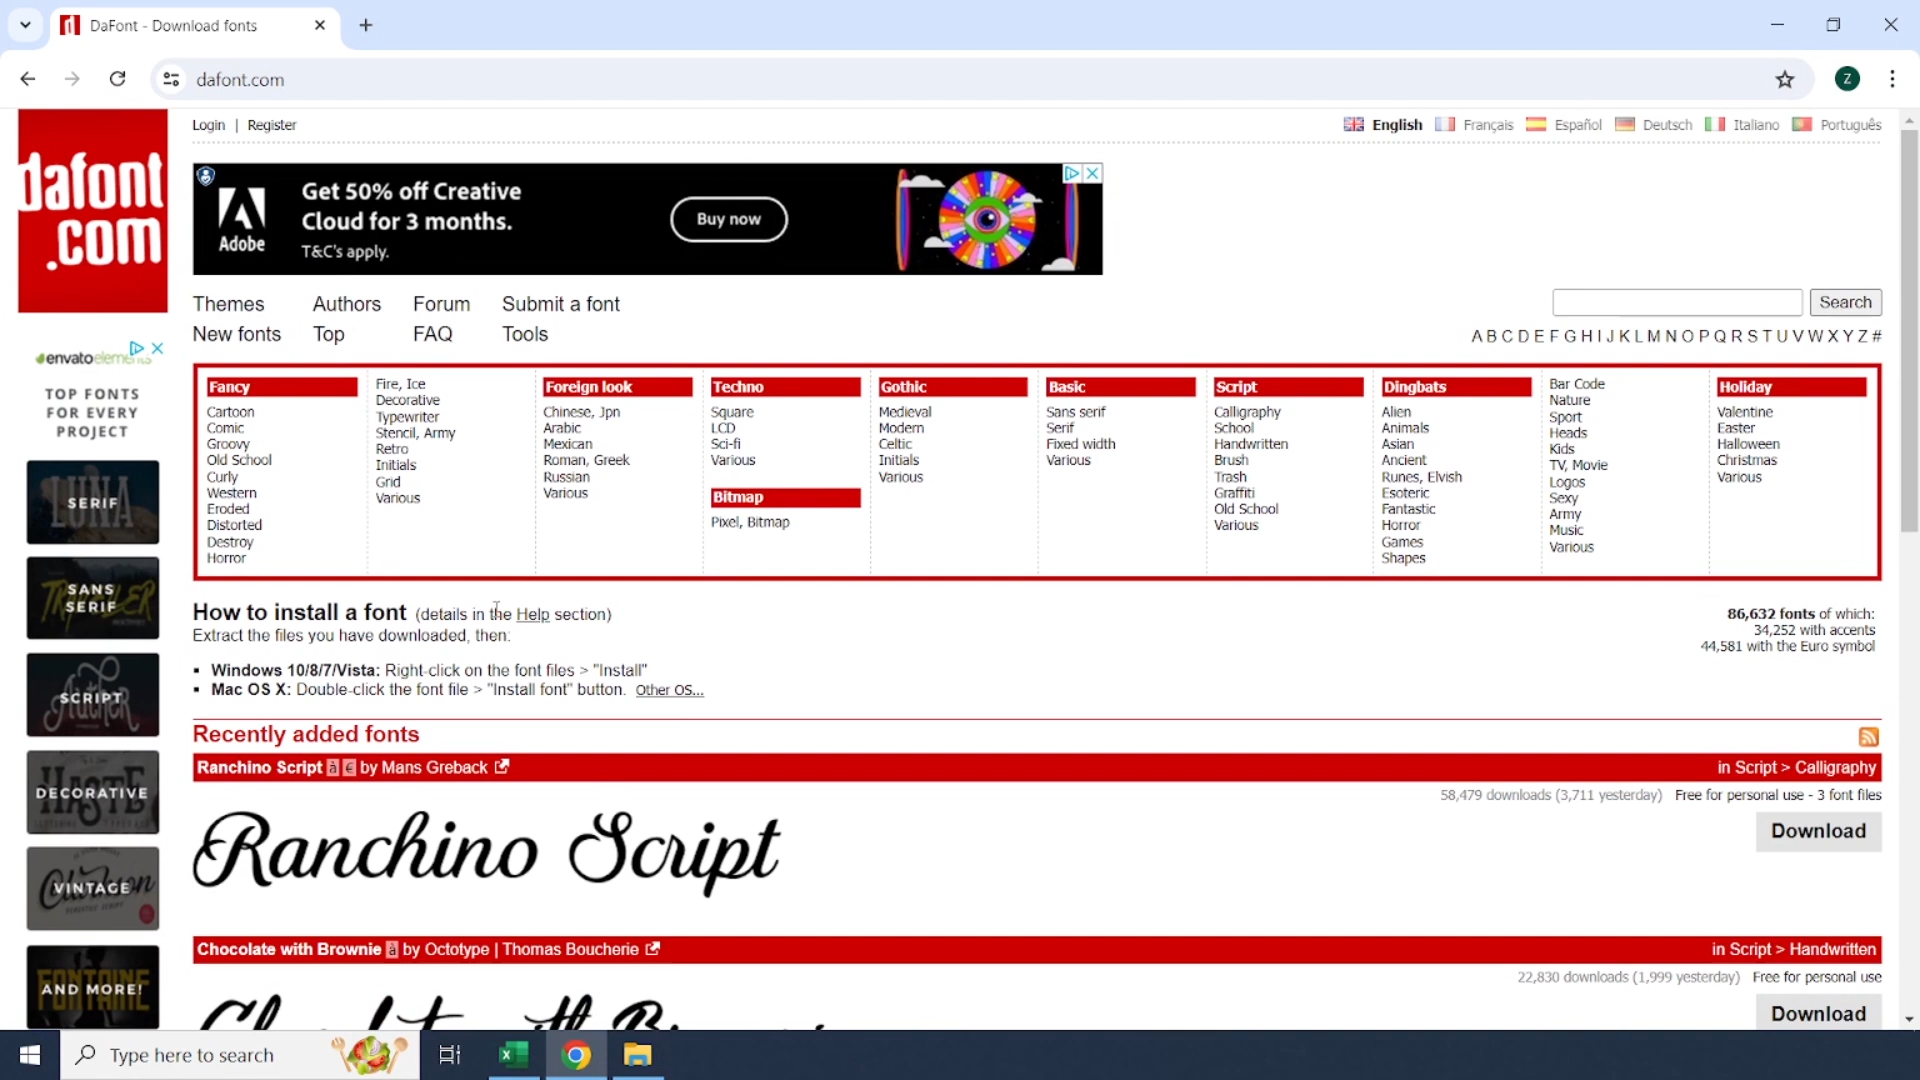 DaFont - Download fonts
dafont.com
dafont
.com
Login | Register
English Français Español Deutsch Italiano Português
Adobe
Get 50% off Creative
Cloud for 3 months.
T&C's apply.
Buy now
Themes Authors Forum Submit a font
New fonts Top FAQ Tools
Search
A B C D E F G H I J K L M N O P Q R S T U V W X Y Z #
Fancy
Cartoon
Comic
Groovy
Old School
Curly
Western
Eroded
Distorted
Destroy
Horror
Fire, Ice
Decorative
Typewriter
Stencil, Army
Retro
Initials
Grid
Various
Foreign look
Chinese, Jpn
Arabic
Mexican
Roman, Greek
Russian
Various
Techno
Square
LCD
Sci-fi
Various
Bitmap
Pixel, Bitmap
Gothic
Medieval
Modern
Celtic
Initials
Various
Basic
Sans serif
Serif
Fixed width
Various
Script
Calligraphy
School
Handwritten
Brush
Trash
Graffiti
Old School
Various
Dingbats
Alien
Animals
Asian
Ancient
Runes, Elvish
Esoteric
Fantastic
Horror
Games
Shapes
Bar Code
Nature
Sport
Heads
Kids
TV, Movie
Logos
Sexy
Army
Music
Various
Holiday
Valentine
Easter
Halloween
Christmas
Various
envatoelements
TOP FONTS
FOR EVERY
PROJECT
SERIF
SANS
SERIF
SCRIPT
DECORATIVE
VINTAGE
AND MORE!
How to install a font (details in the Help section)
Extract the files you have downloaded, then:
▪ Windows 10/8/7/Vista: Right-click on the font files > "Install"
▪ Mac OS X: Double-click the font file > "Install font" button. Other OS...
86,632 fonts of which:
34,252 with accents
44,581 with the Euro symbol
Recently added fonts
Ranchino Script à € by Mans Greback
in Script > Calligraphy
58,479 downloads (3,711 yesterday) Free for personal use - 3 font files
Download
Ranchino Script
Chocolate with Brownie à by Octotype | Thomas Boucherie
in Script > Handwritten
22,830 downloads (1,999 yesterday) Free for personal use
Download
Type here to search
Z